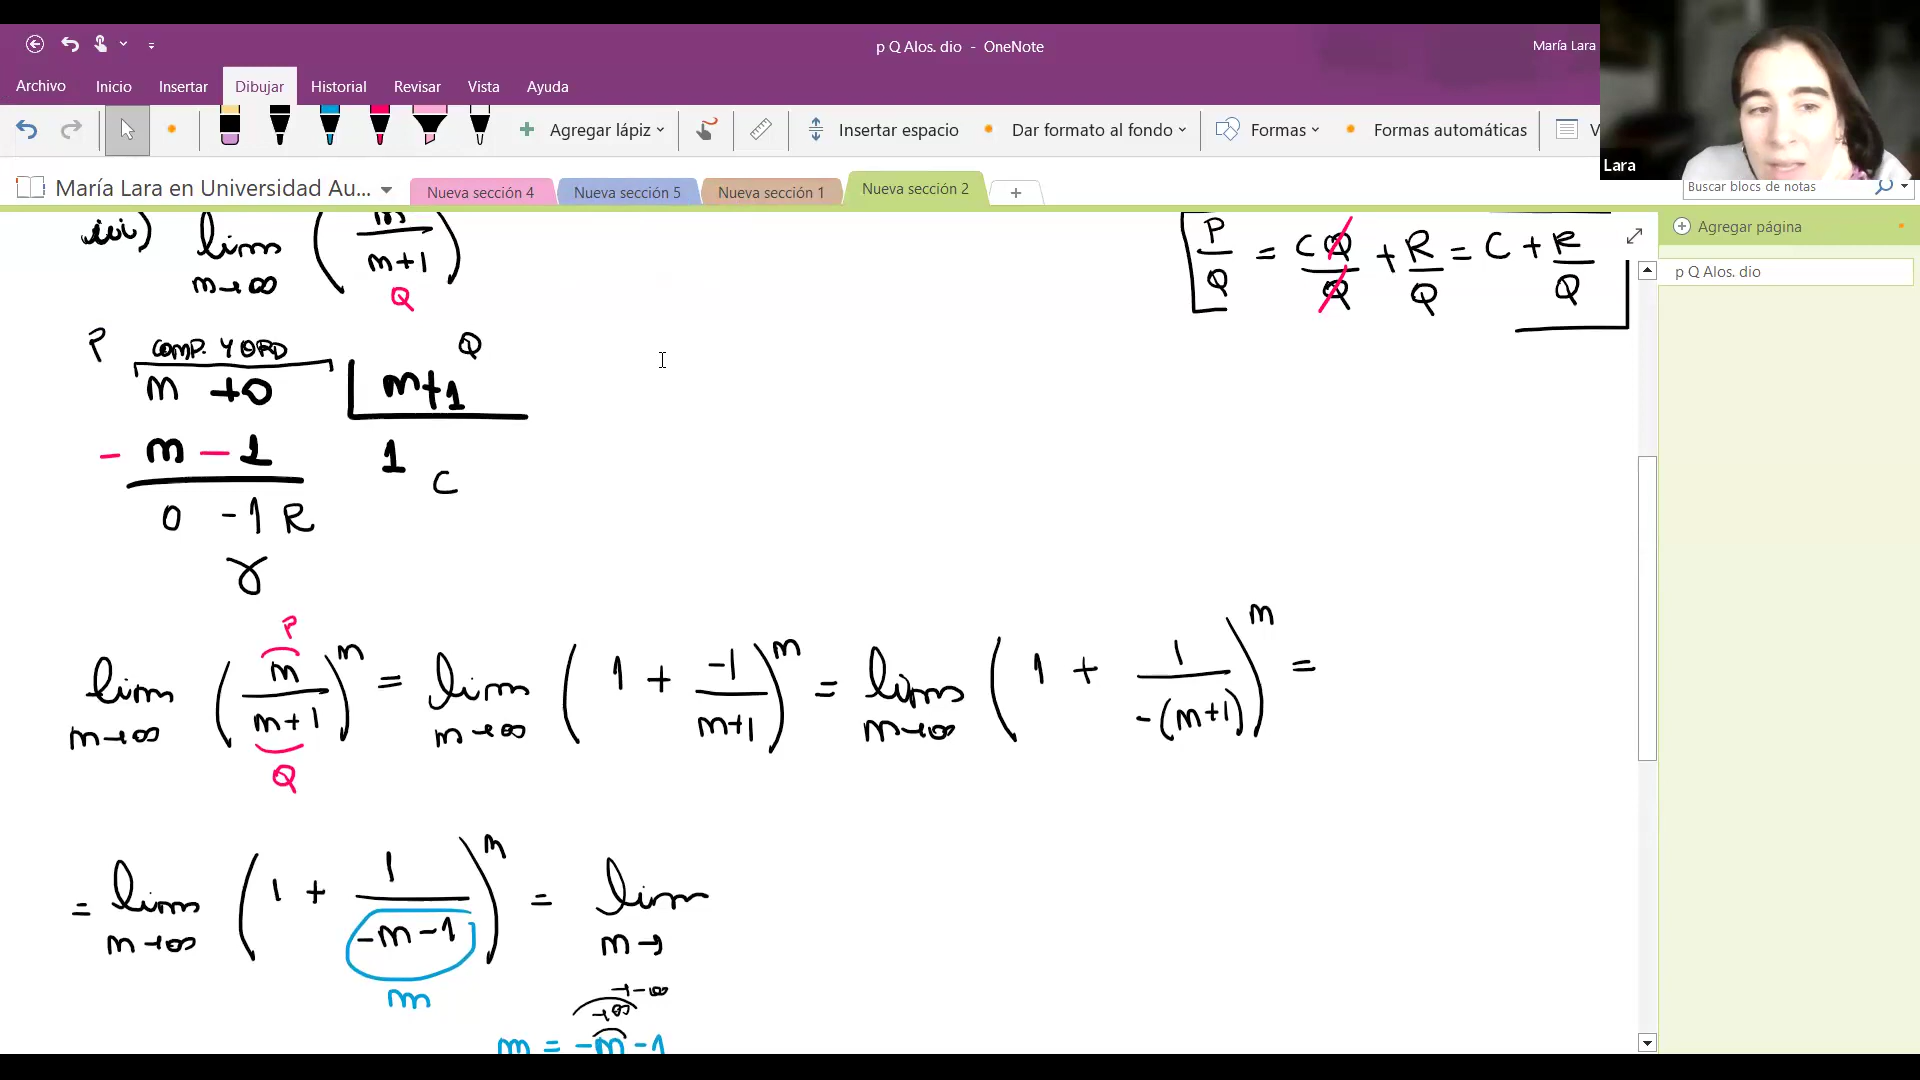 p Q Alos. dio - OneNote
María Lara
Archivo Inicio Insertar Dibujar Historial Revisar Vista Ayuda
Agregar lápiz Insertar espacio Dar formato al fondo Formas Formas automáticas V
Lara
María Lara en Universidad Au... Nueva sección 4 Nueva sección 5 Nueva sección 1 Nueva sección 2 + Buscar blocs de notas
Agregar página
p Q Alos. dio
iii) lim m→∞ ( m / m+1 )
Q
P/Q = CQ/Q + R/Q = C + R/Q
P COMP. Y ORD Q
m +0 m+1
- m - 1 1 C
0 -1 R
lim m→∞ ( m / m+1 )^m = lim m→∞ ( 1 + -1 / m+1 )^m = lim m→∞ ( 1 + 1 / -(m+1) )^m =
P
Q
= lim m→∞ ( 1 + 1 / -m-1 )^m = lim m→
m
→-∞
→∞
m = -m-1